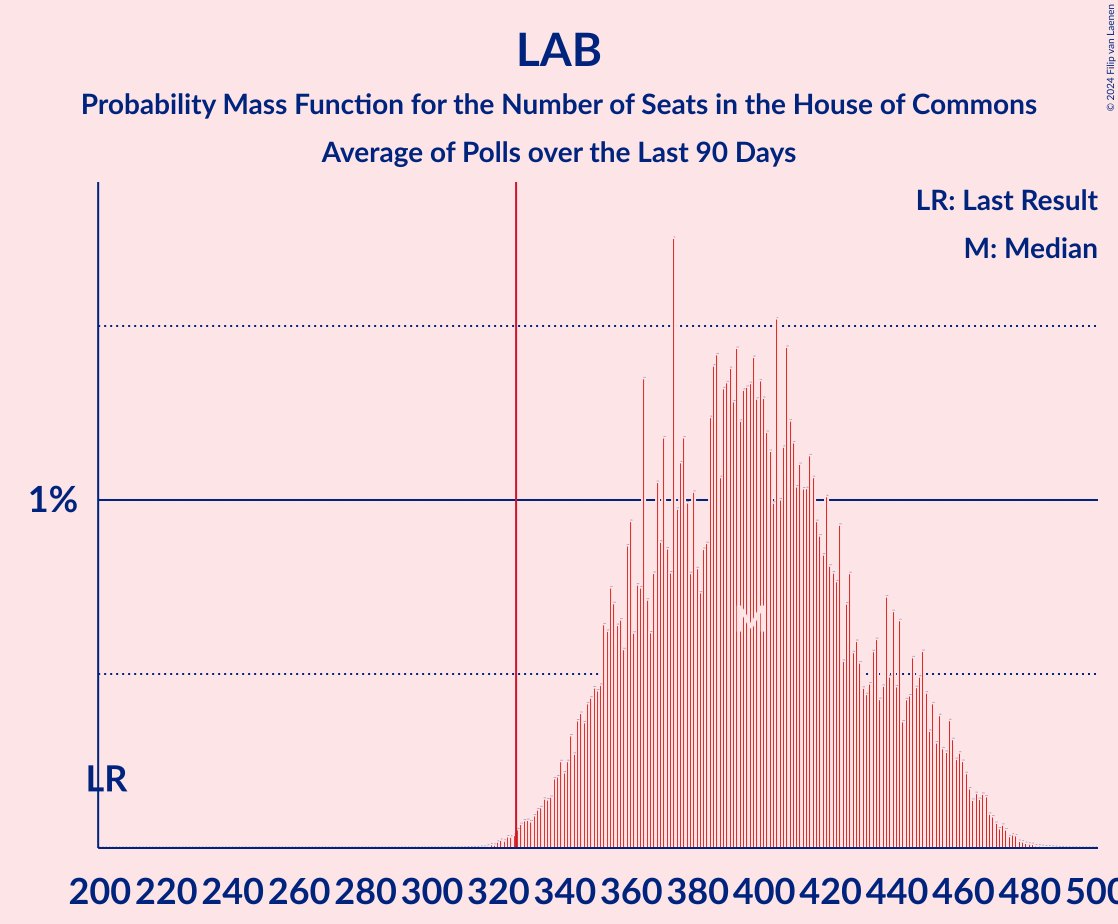 LAB
Probability Mass Function for the Number of Seats in the House of Commons
Average of Polls over the Last 90 Days
© 2024 Filip van Laenen
LR: Last Result
M: Median
1%
M
LR
200 220 240 260 280 300 320 340 360 380 400 420 440 460 480 500